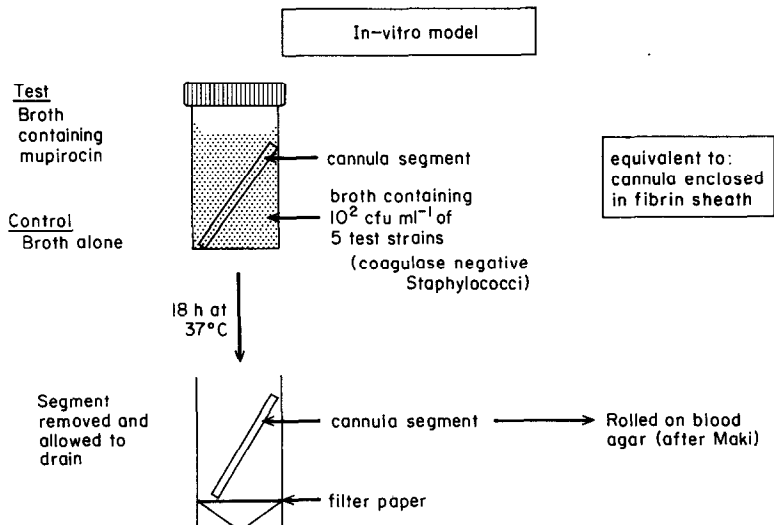 In-vitro model
Test
Broth
containing
mupirocin
Control
Broth alone
cannula segment
broth containing
10² cfu ml⁻¹ of
5 test strains
(coagulase negative
Staphylococci)
equivalent to:
cannula enclosed
in fibrin sheath
18 h at
37°C
Segment
removed and
allowed to
drain
cannula segment
Rolled on blood
agar (after Maki)
filter paper